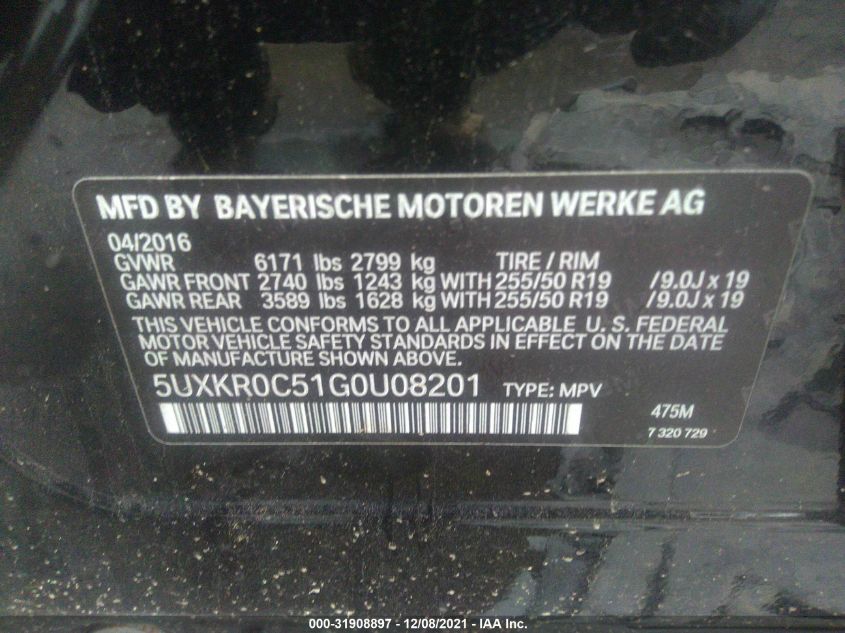 MFD BY BAYERISCHE MOTOREN WERKE AG
04/2016
GVWR 6171 lbs 2799 kg TIRE / RIM
GAWR FRONT 2740 lbs 1243 kg WITH 255/50 R19 /9.0J x 19
GAWR REAR 3589 lbs 1628 kg WITH 255/50 R19 /9.0J x 19
THIS VEHICLE CONFORMS TO ALL APPLICABLE U. S. FEDERAL
MOTOR VEHICLE SAFETY STANDARDS IN EFFECT ON THE DATE
OF MANUFACTURE SHOWN ABOVE.
5UXKR0C51G0U08201 TYPE: MPV
475M
7 320 729
000-31908897 - 12/08/2021 - IAA Inc.